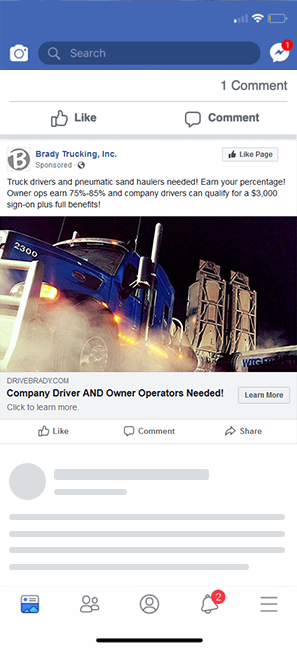 Search
1
1 Comment
Like Comment
B Brady Trucking, Inc.
Sponsored ·
Like Page
Truck drivers and pneumatic sand haulers needed! Earn your percentage!
Owner ops earn 75%-85% and company drivers can qualify for a $3,000
sign-on plus full benefits!
2300
DRIVEBRADY.COM
Company Driver AND Owner Operators Needed!
Click to learn more.
Learn More
Like Comment Share
2